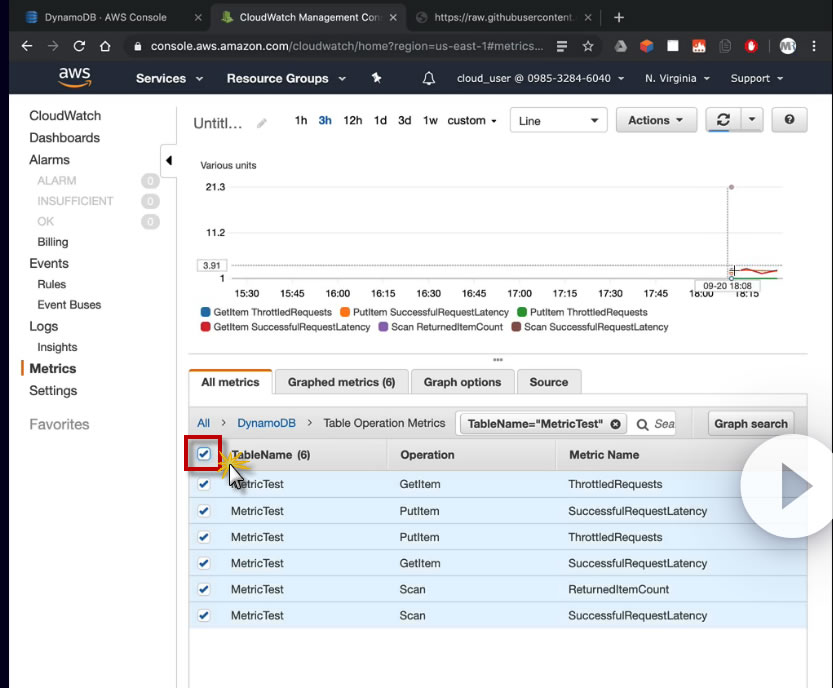 DynamoDB · AWS Console
CloudWatch Management Con
https://raw.githubusercontent.
console.aws.amazon.com/cloudwatch/home?region=us-east-1#metrics...
MR
aws Services Resource Groups cloud_user @ 0985-3284-6040 N. Virginia Support
CloudWatch
Dashboards
Alarms
ALARM 0
INSUFFICIENT 0
OK 0
Billing
Events
Rules
Event Buses
Logs
Insights
Metrics
Settings
Favorites
Untitl... 1h 3h 12h 1d 3d 1w custom Line Actions ?
Various units
21.3
11.2
3.91
1
15:30 15:45 16:00 16:15 16:30 16:45 17:00 17:15 17:30 17:45 18:00 18:15
09-20 18:08
GetItem ThrottledRequests PutItem SuccessfulRequestLatency PutItem ThrottledRequests
GetItem SuccessfulRequestLatency Scan ReturnedItemCount Scan SuccessfulRequestLatency
All metrics Graphed metrics (6) Graph options Source
All > DynamoDB > Table Operation Metrics TableName="MetricTest" Sea Graph search
TableName (6) Operation Metric Name
MetricTest GetItem ThrottledRequests
MetricTest PutItem SuccessfulRequestLatency
MetricTest PutItem ThrottledRequests
MetricTest GetItem SuccessfulRequestLatency
MetricTest Scan ReturnedItemCount
MetricTest Scan SuccessfulRequestLatency